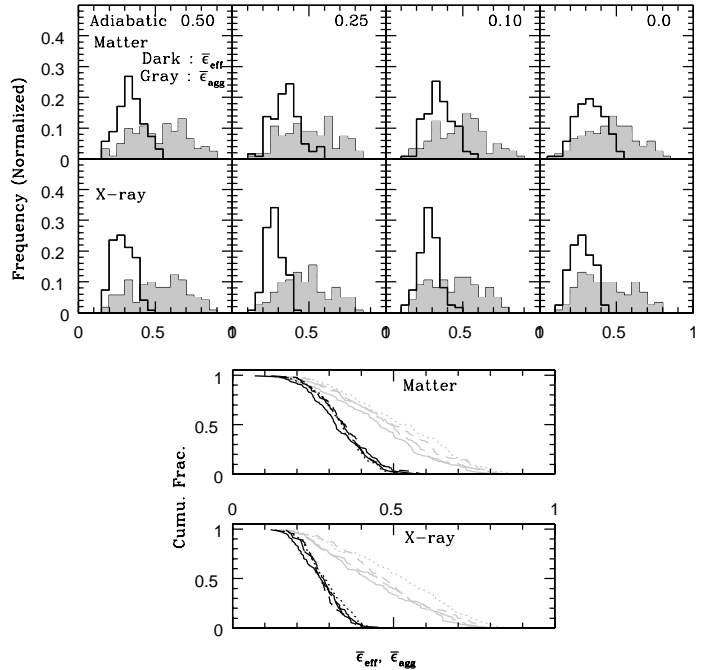 Adiabatic 0.50
0.25
0.10
0.0
Matter
Dark : ε̅eff
Gray : ε̅agg
0.4
0.3
0.2
0.1
0
X-ray
0.4
0.3
0.2
0.1
0
Frequency (Normalized)
0 0.5 0 0.5 0 0.5 0 0.5 1
Matter
1
0.5
0
0 0.5 1
X-ray
1
0.5
0
Cumu. Frac.
ε̅eff, ε̅agg